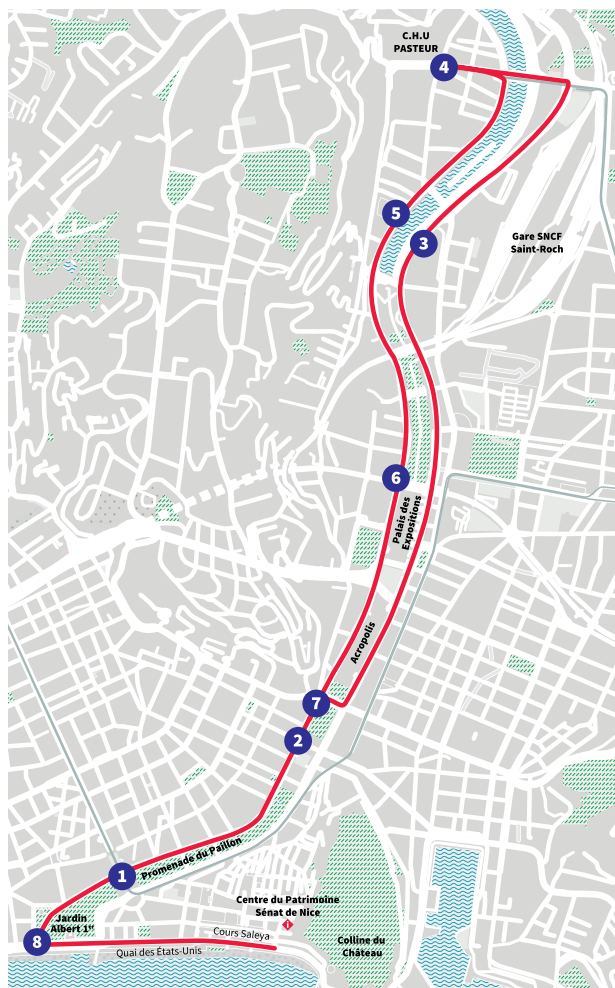 C.H.U
PASTEUR
4
5
3
Gare SNCF
Saint-Roch
6
Palais des
Expositions
Acropolis
7
2
1
Promenade du Paillon
Centre du Patrimoine
Sénat de Nice
i
Jardin
Albert 1er
8
Cours Saleya
Quai des États-Unis
Colline du
Château